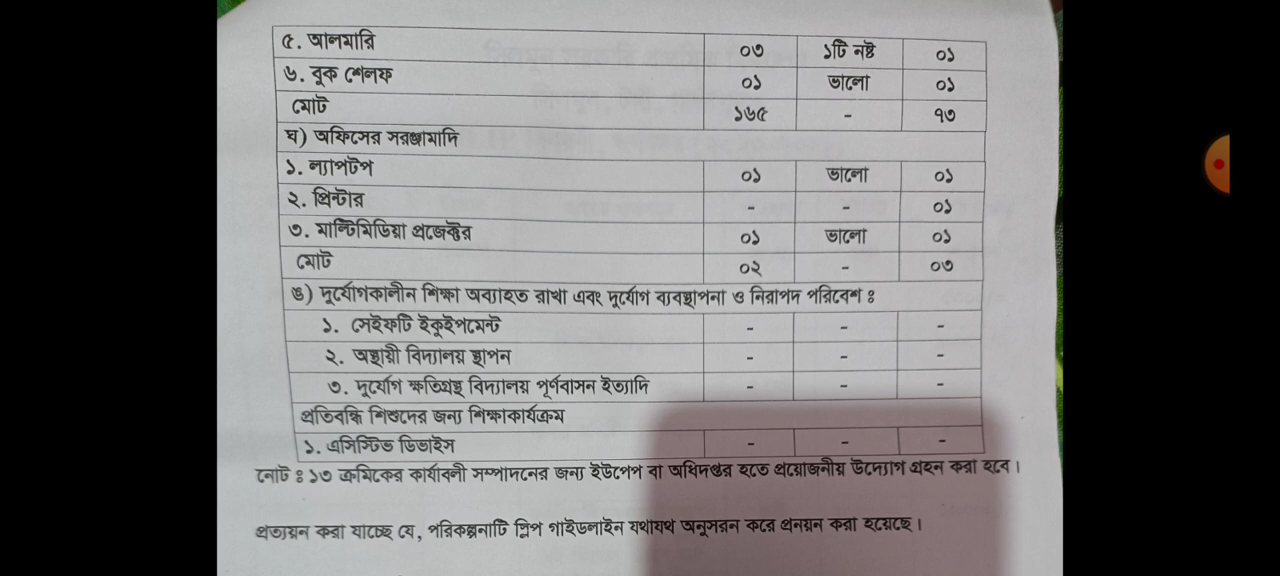 ৫. আলমারি ০৩ ১টি নষ্ট ০১
৬. বুক শেলফ ০১ ভালো ০১
মোট ১৬৫ - ৭৩
ঘ) অফিসের সরঞ্জামাদি
১. ল্যাপটপ ০১ ভালো ০১
২. প্রিন্টার - - ০১
৩. মাল্টিমিডিয়া প্রজেক্টর ০১ ভালো ০১
মোট ০২ - ০৩
ঙ) দূর্যোগকালীন শিক্ষা অব্যাহত রাখা এবং দূর্যোগ ব্যবস্থাপনা ও নিরাপদ পরিবেশ ঃ
১. সেইফটি ইকুইপমেন্ট - - -
২. অস্থায়ী বিদ্যালয় স্থাপন - - -
৩. দূর্যোগ ক্ষতিগ্রস্থ বিদ্যালয় পূর্ণবাসন ইত্যাদি - - -
প্রতিবন্ধি শিশুদের জন্য শিক্ষাকার্যক্রম
১. এসিস্টিভ ডিভাইস - - -
নোট ঃ ১৩ ক্রমিকের কার্যাবলী সম্পাদনের জন্য ইউপেপ বা অধিদপ্তর হতে প্রয়োজনীয় উদ্যোগ গ্রহন করা হবে।
প্রত্যয়ন করা যাচ্ছে যে, পরিকল্পনাটি স্লিপ গাইডলাইন যথাযথ অনুসরন করে প্রনয়ন করা হয়েছে।